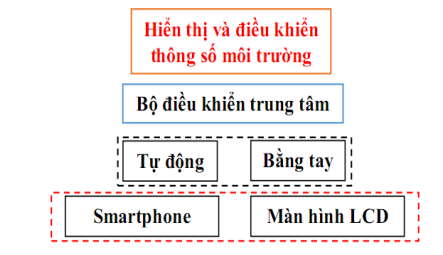 Hiển thị và điều khiển
thông số môi trường
Bộ điều khiển trung tâm
Tự động
Bằng tay
Smartphone
Màn hình LCD